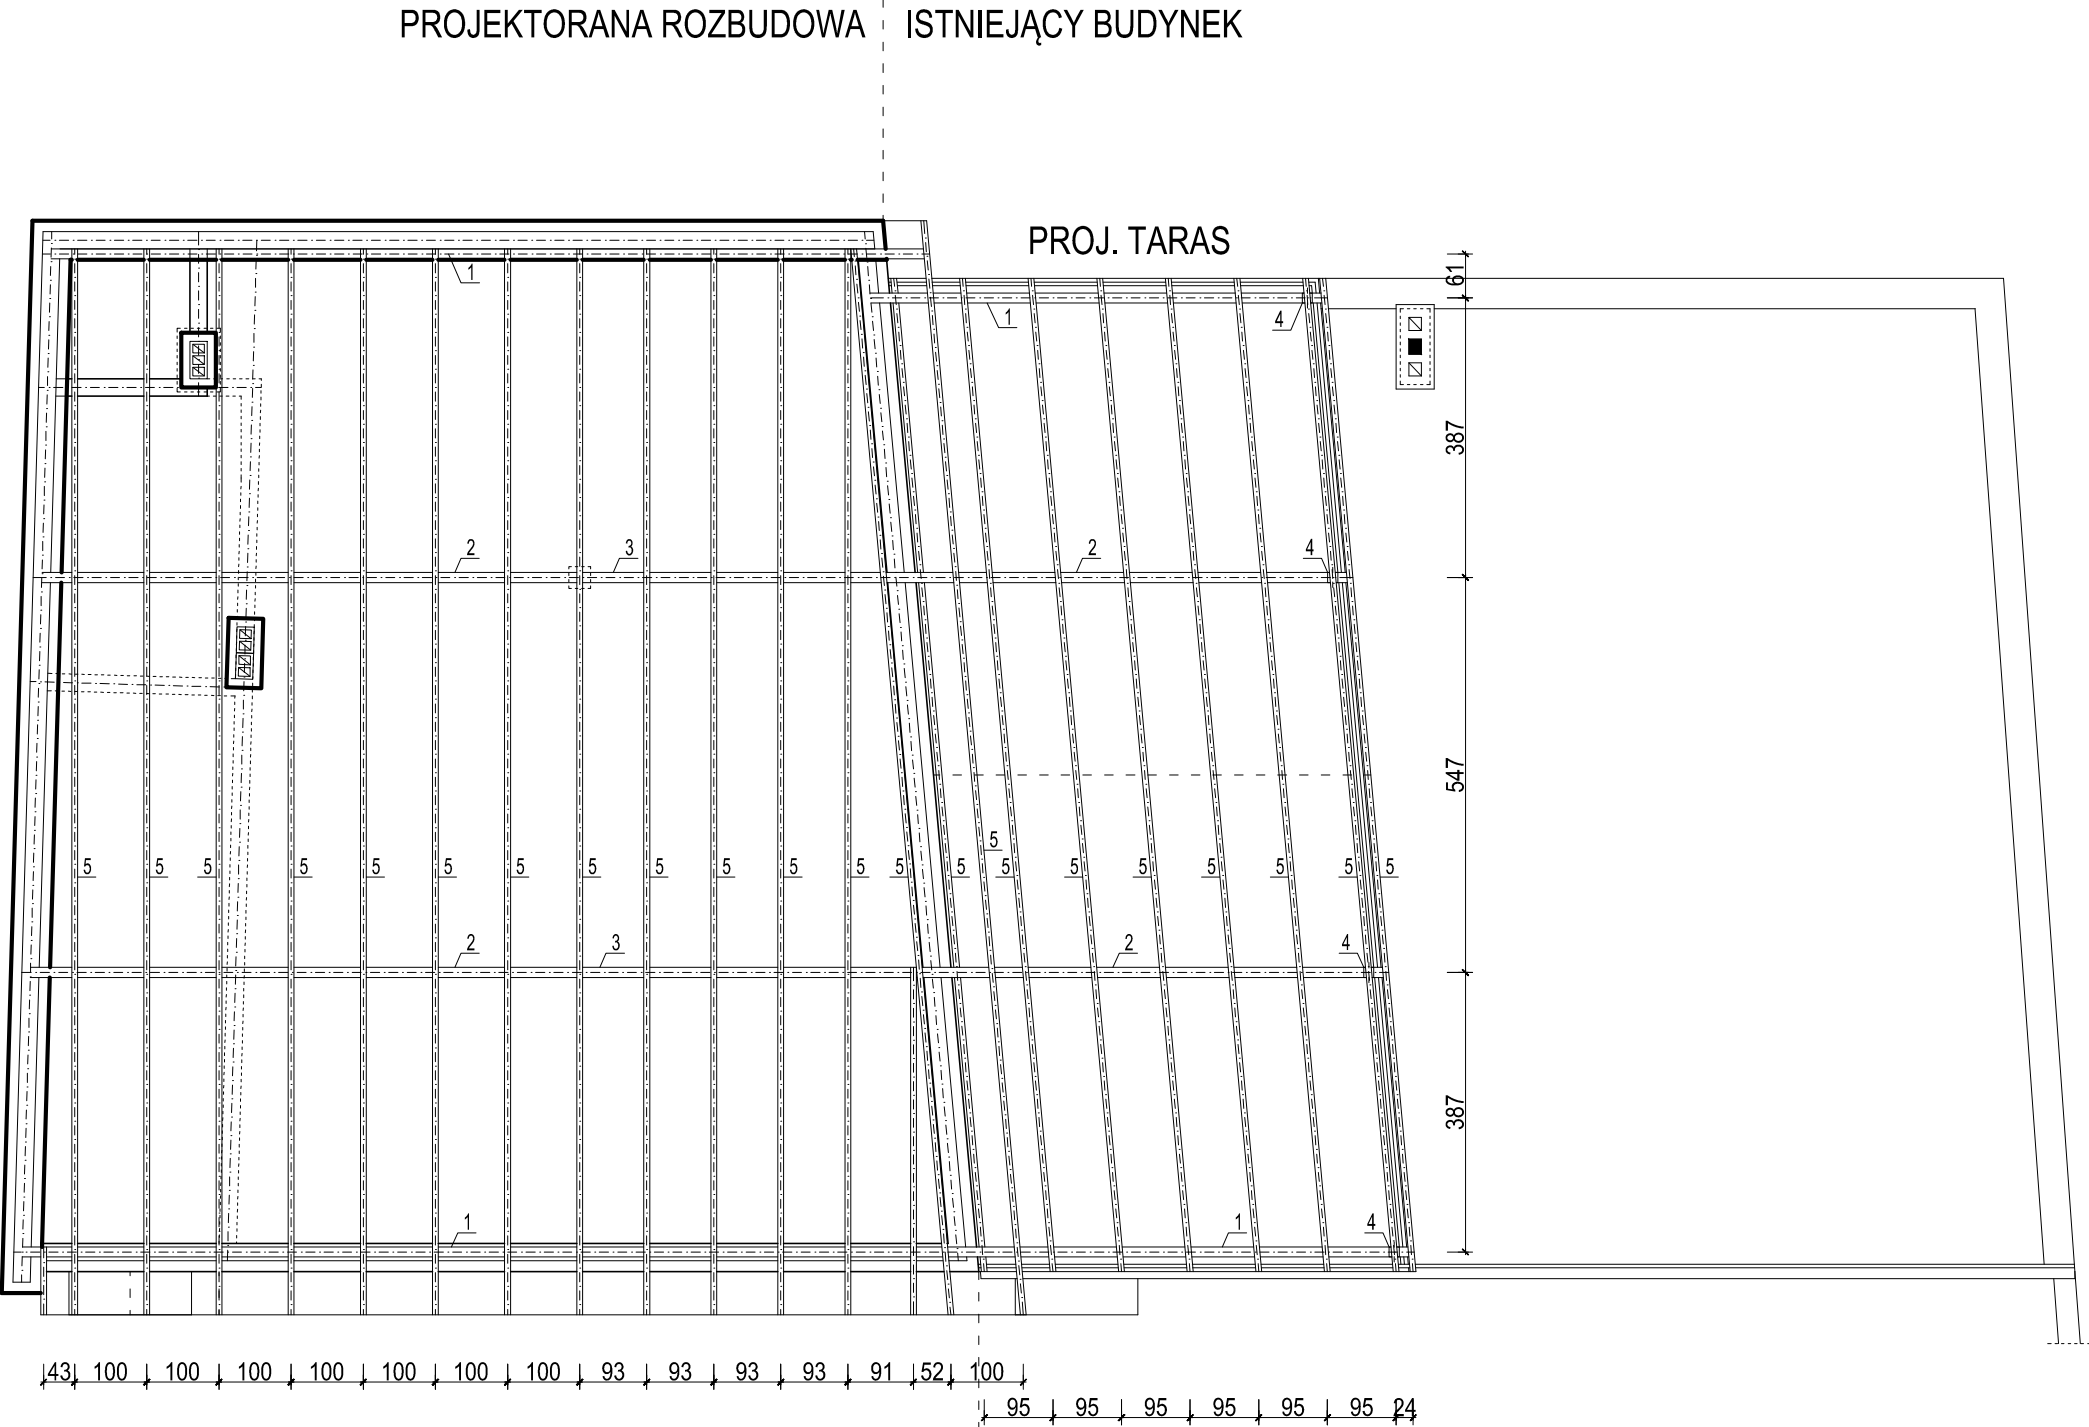 PROJEKTORANA ROZBUDOWA ISTNIEJĄCY BUDYNEK
PROJ. TARAS
61
1
1 4
387
2 3 2 4
547
5
5 5 5 5 5 5 5 5 5 5 5 5 5 5 5 5 5 5 5 5 5
2 3 2 4
387
1 1 4
43 100 100 100 100 100 100 100 93 93 93 93 91 52 100
95 95 95 95 95 95 24